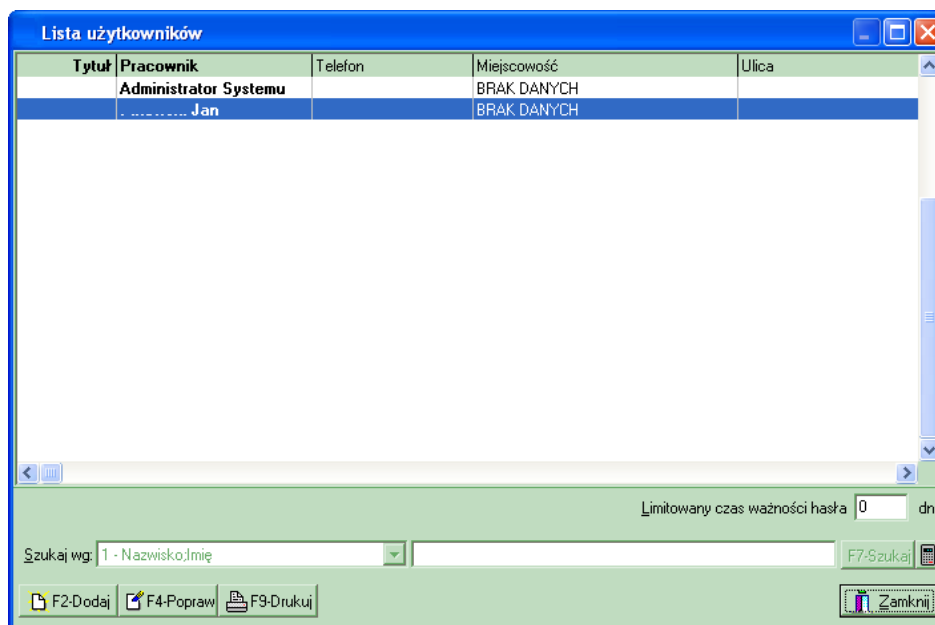 Lista użytkowników
Tytuł Pracownik Telefon Miejscowość Ulica
Administrator Systemu BRAK DANYCH
Jan BRAK DANYCH
Limitowany czas ważności hasła 0 dn
Szukaj wg: 1 - Nazwisko;Imię F7-Szukaj
F2-Dodaj F4-Popraw F9-Drukuj Zamknij